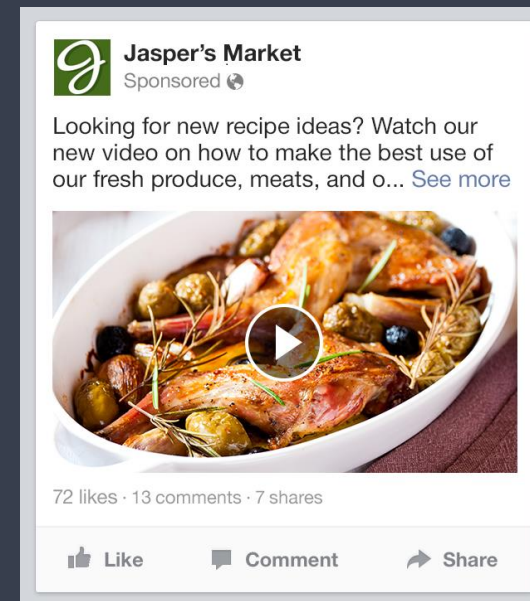 Jasper's Market
Sponsored
Looking for new recipe ideas? Watch our
new video on how to make the best use of
our fresh produce, meats, and o... See more
72 likes · 13 comments · 7 shares
Like Comment Share